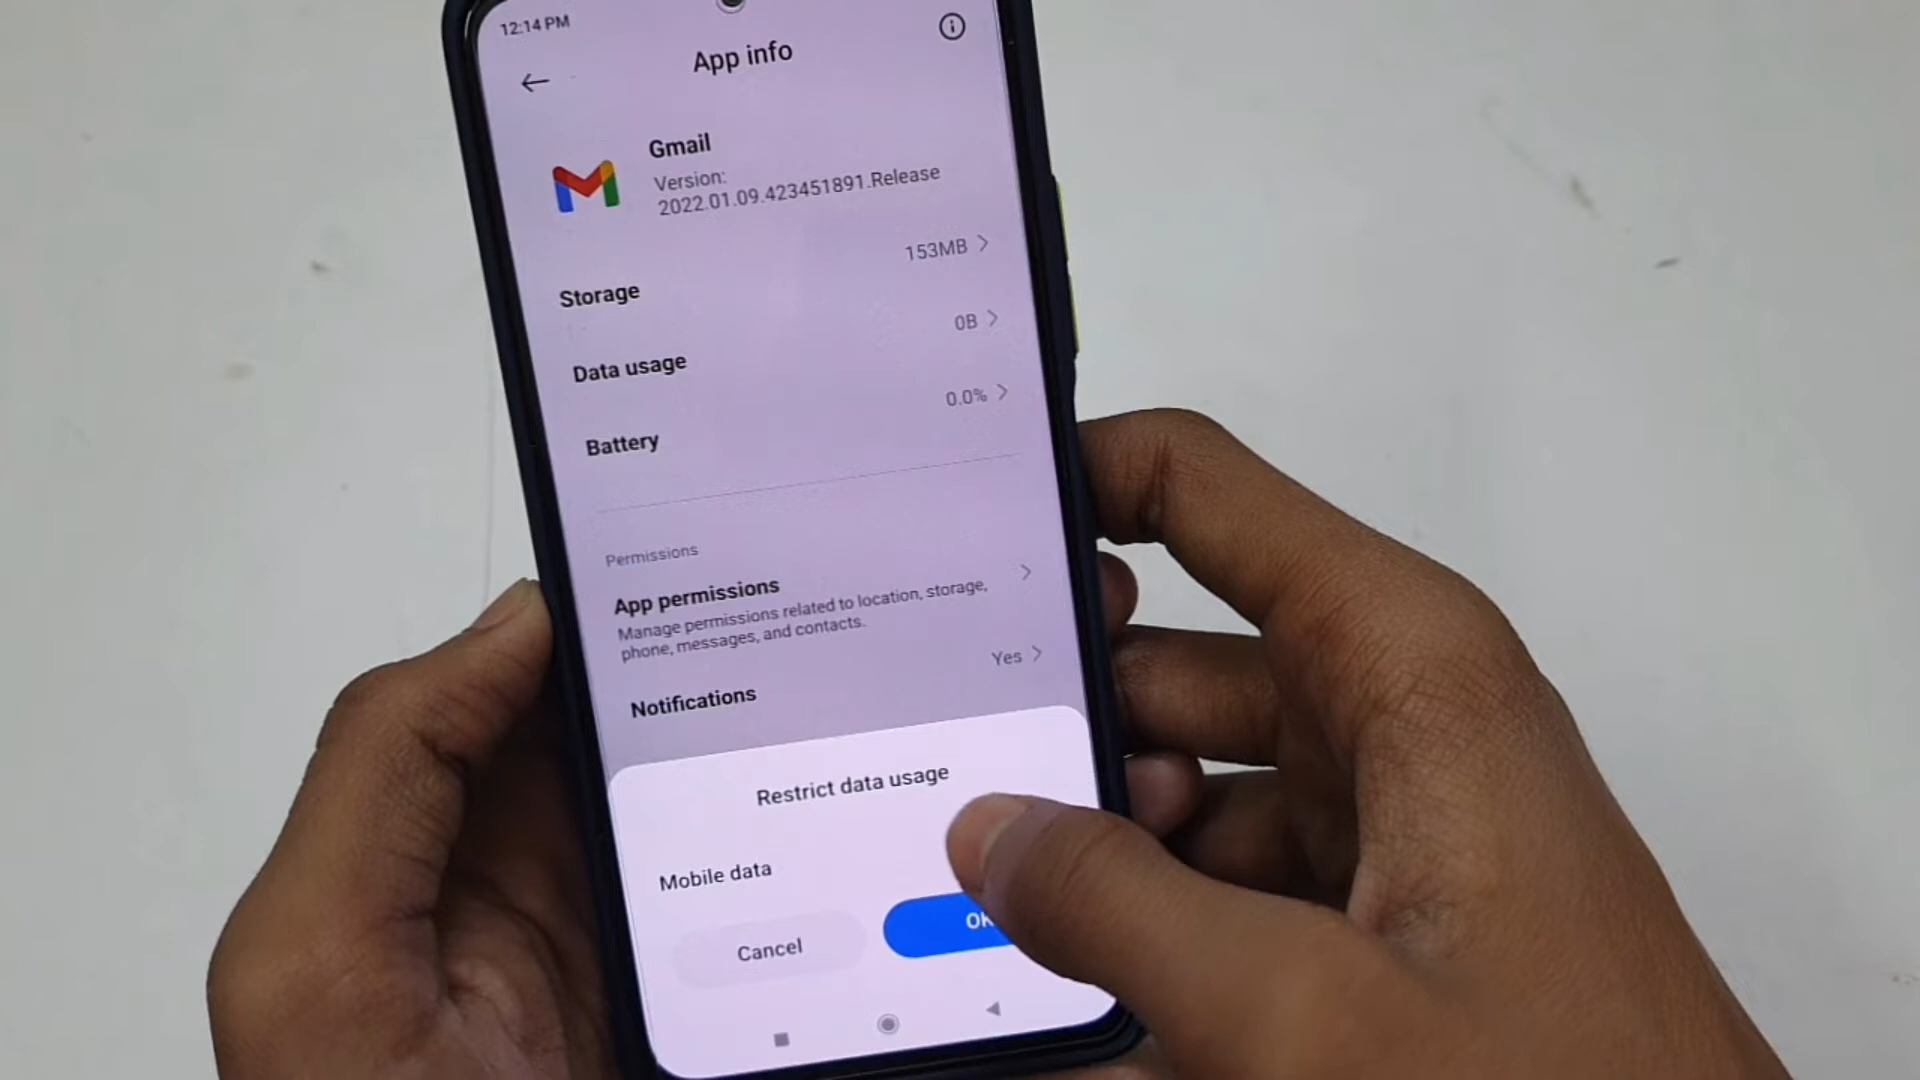 12:14 PM
App info
Gmail
Version:
2022.01.09.423451891.Release
Storage
153MB
Data usage
0B
Battery
0.0%
Permissions
App permissions
Manage permissions related to location, storage,
phone, messages, and contacts.
Notifications
Yes
Restrict data usage
Mobile data
Cancel
OK